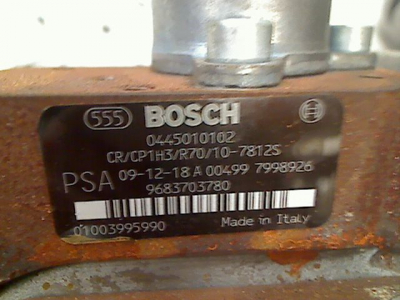 555 BOSCH
0445010102
CR/CP1H3/R70/10-7812S
PSA 09-12-18 A 00499 7998926
9683703780
01003995990 Made in Italy